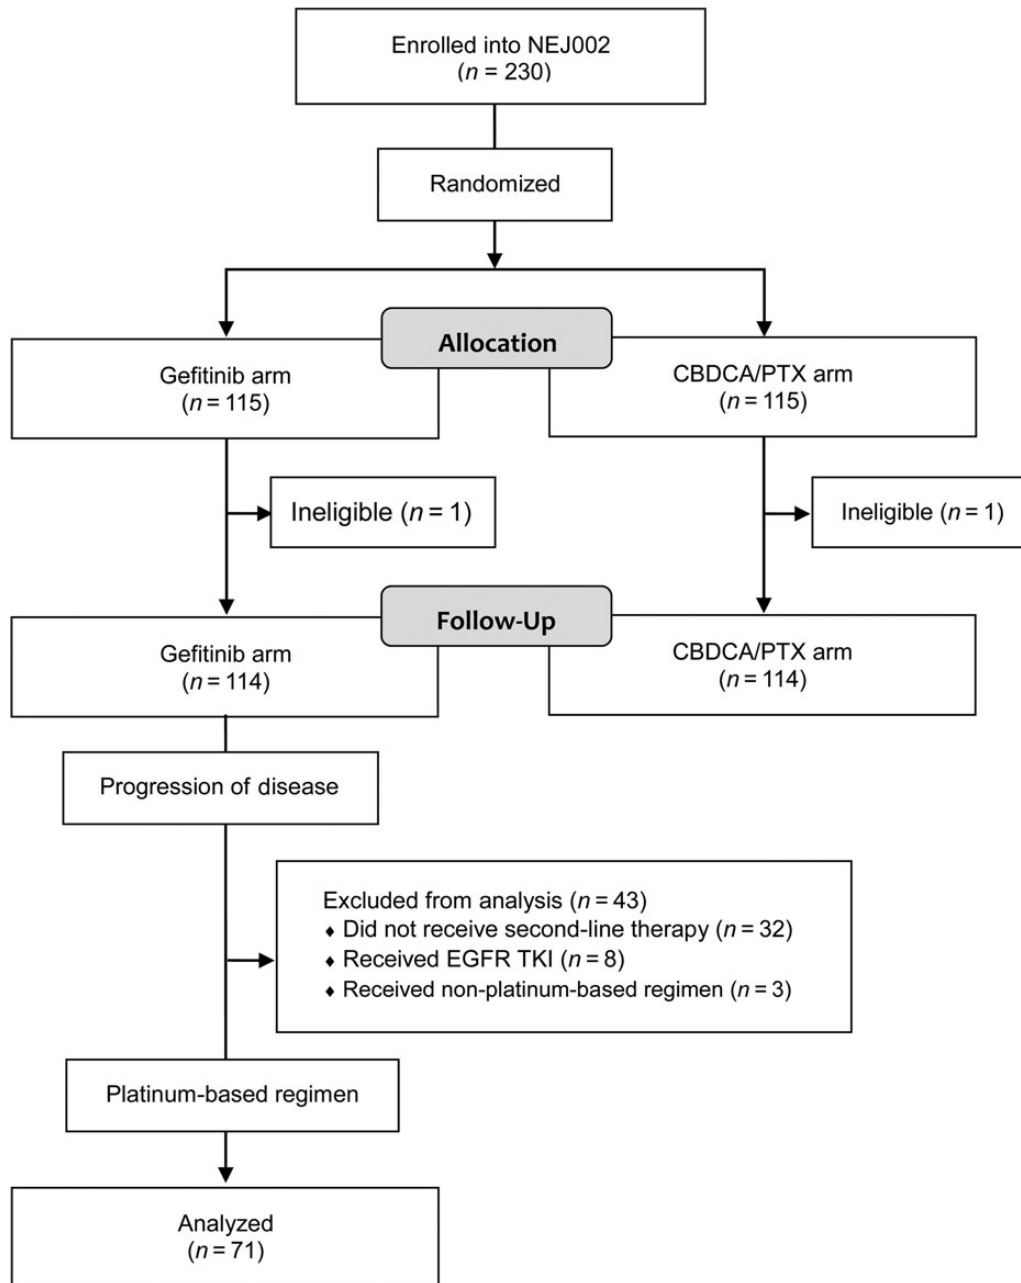 Enrolled into NEJ002
(n = 230)
Randomized
Allocation
Gefitinib arm
(n = 115)
CBDCA/PTX arm
(n = 115)
Ineligible (n = 1)
Ineligible (n = 1)
Follow-Up
Gefitinib arm
(n = 114)
CBDCA/PTX arm
(n = 114)
Progression of disease
Excluded from analysis (n = 43)
♦ Did not receive second-line therapy (n = 32)
♦ Received EGFR TKI (n = 8)
♦ Received non-platinum-based regimen (n = 3)
Platinum-based regimen
Analyzed
(n = 71)